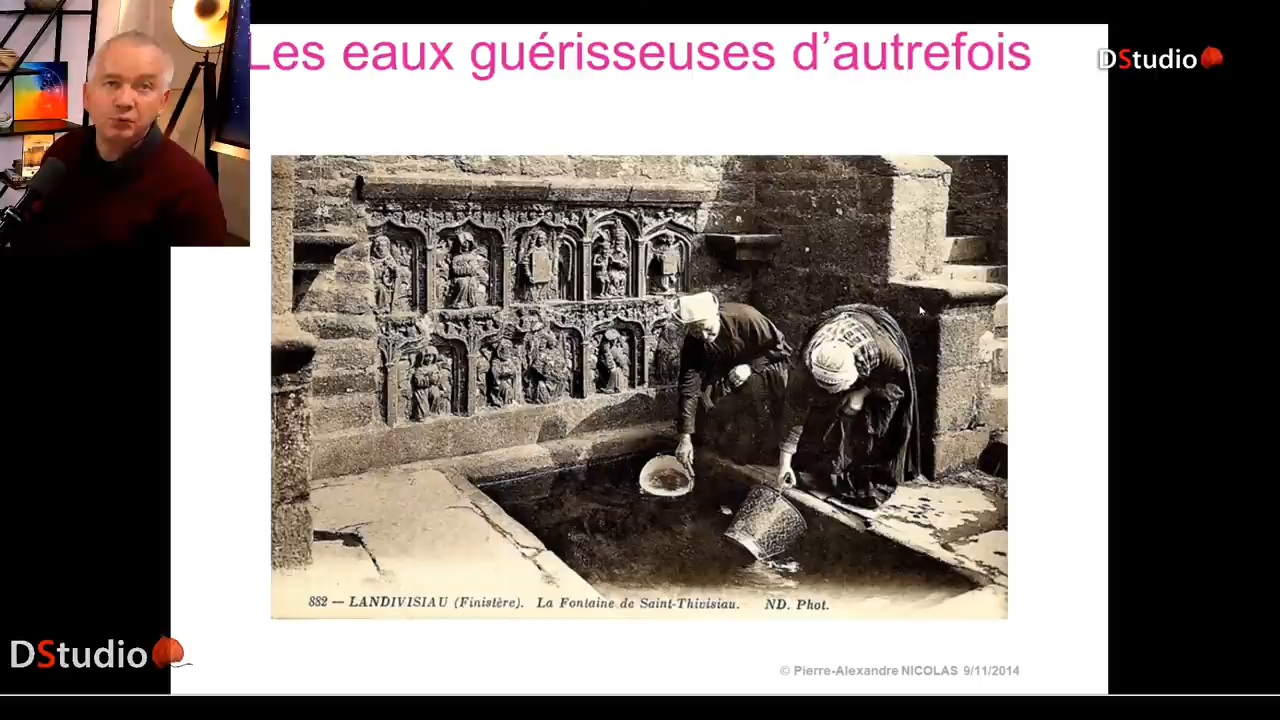 Les eaux guérisseuses d’autrefois
DStudio
882 — LANDIVISIAU (Finistère). La Fontaine de Saint-Thivisiau. ND. Phot.
DStudio
© Pierre-Alexandre NICOLAS 9/11/2014